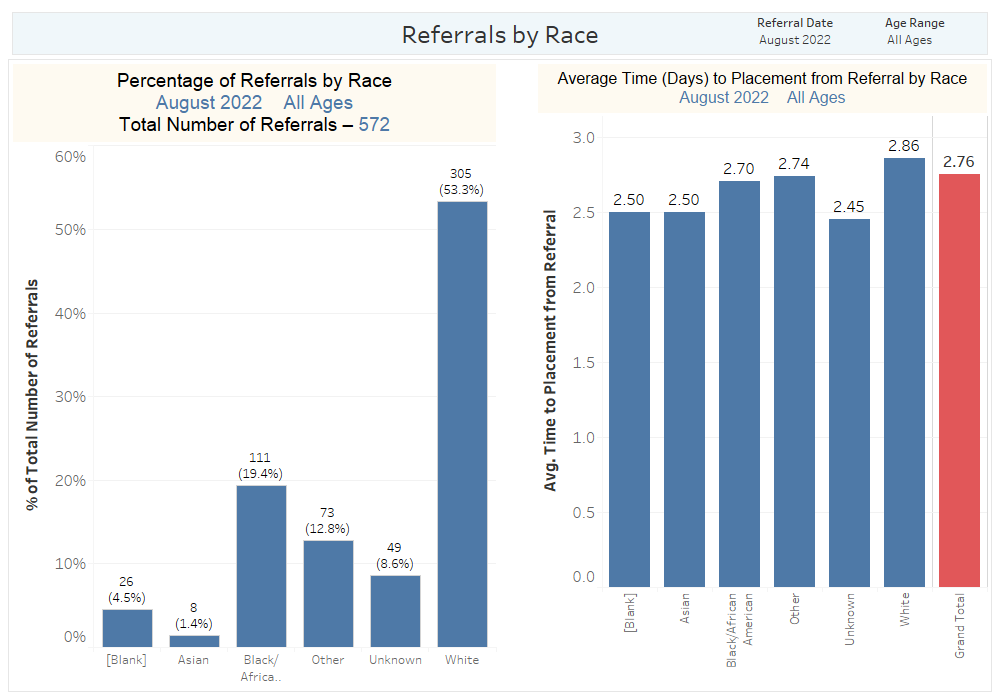 Referrals by Race
Referral Date
August 2022
Age Range
All Ages
Percentage of Referrals by Race
August 2022 All Ages
Total Number of Referrals – 572
% of Total Number of Referrals
60%
50%
40%
30%
20%
10%
0%
26
(4.5%)
8
(1.4%)
111
(19.4%)
73
(12.8%)
49
(8.6%)
305
(53.3%)
[Blank]
Asian
Black/
Africa..
Other
Unknown
White
Average Time (Days) to Placement from Referral by Race
August 2022 All Ages
Avg. Time to Placement from Referral
3.0
2.5
2.0
1.5
1.0
0.5
0.0
2.50
2.50
2.70
2.74
2.45
2.86
2.76
[Blank]
Asian
Black/African
American
Other
Unknown
White
Grand Total